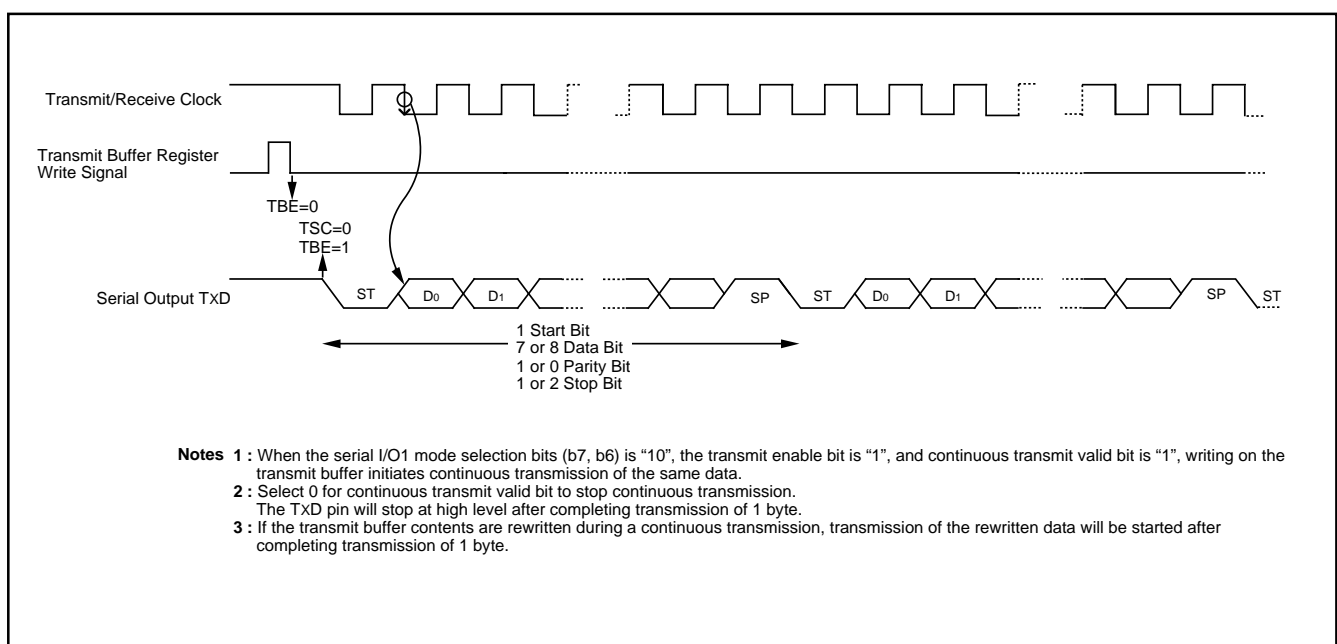 Transmit/Receive Clock
Transmit Buffer Register
Write Signal
TBE=0
TSC=0
TBE=1
Serial Output TXD
ST
D0
D1
SP
ST
D0
D1
SP
ST
1 Start Bit
7 or 8 Data Bit
1 or 0 Parity Bit
1 or 2 Stop Bit
Notes 1 : When the serial I/O1 mode selection bits (b7, b6) is “10”, the transmit enable bit is “1”, and continuous transmit valid bit is “1”, writing on the
transmit buffer initiates continuous transmission of the same data.
2 : Select 0 for continuous transmit valid bit to stop continuous transmission.
The TXD pin will stop at high level after completing transmission of 1 byte.
3 : If the transmit buffer contents are rewritten during a continuous transmission, transmission of the rewritten data will be started after
completing transmission of 1 byte.